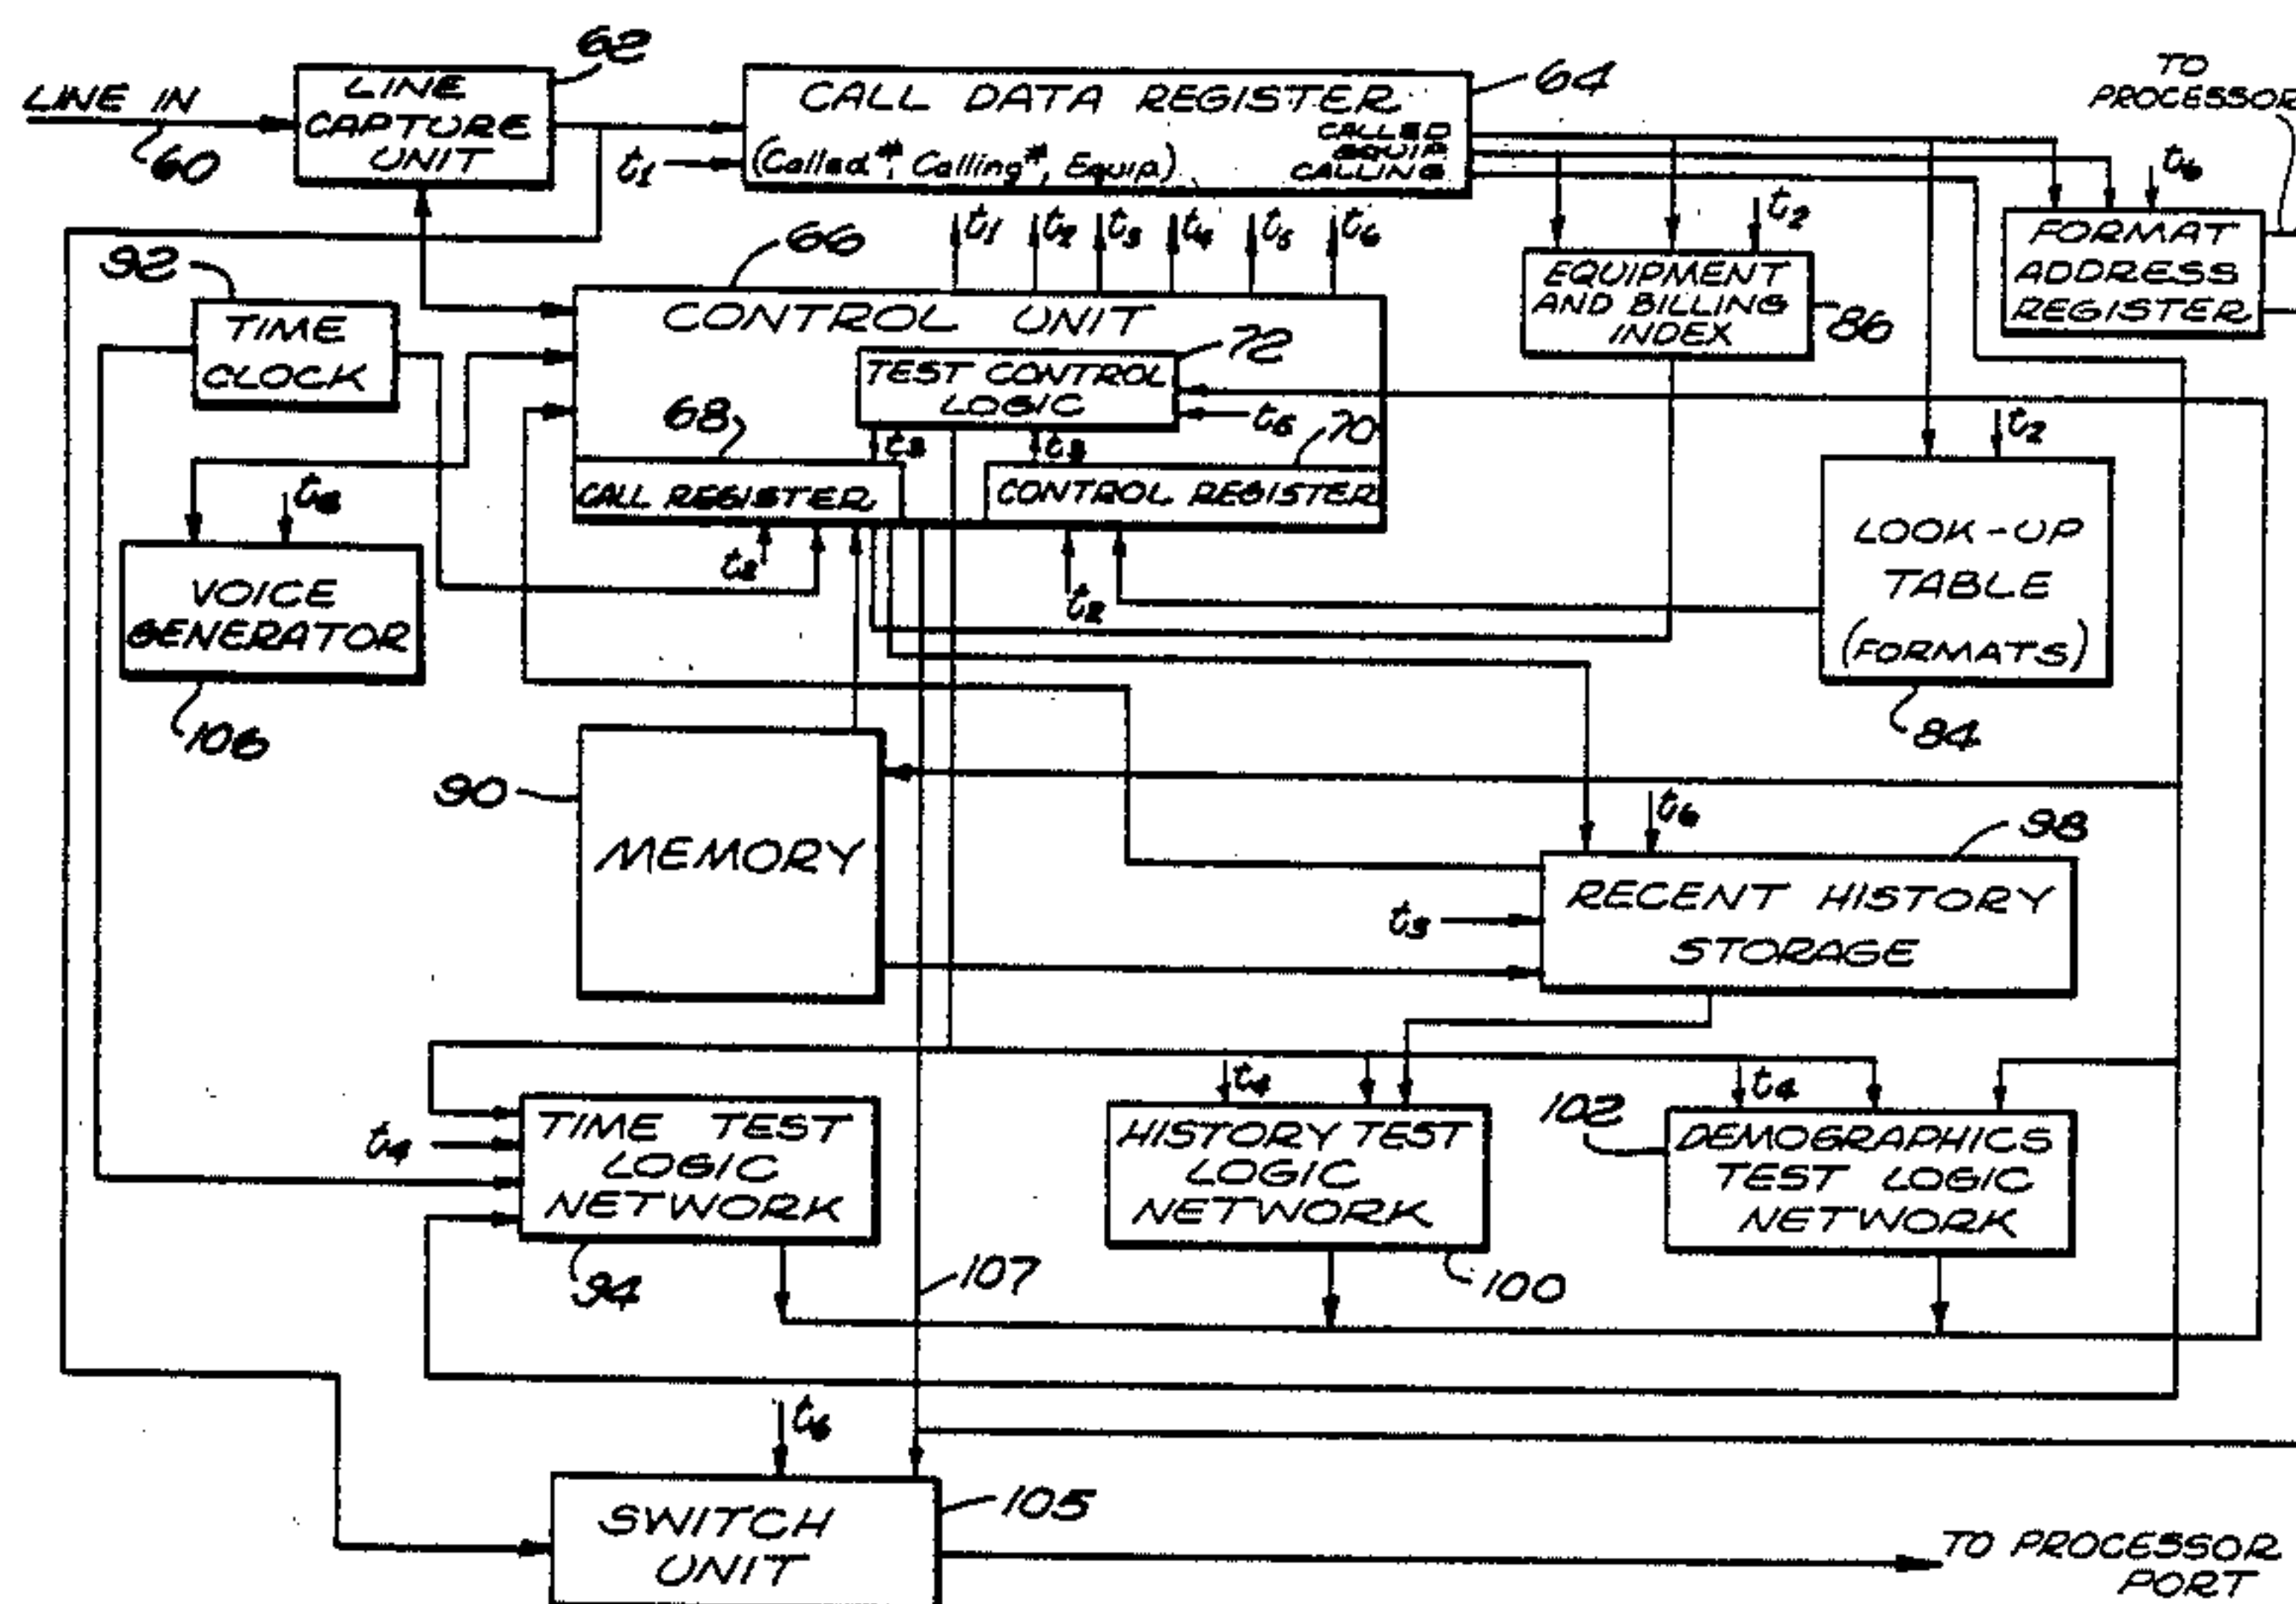 LINE IN
60
62
LINE
CAPTURE
UNIT
CALL DATA REGISTER
64
t1
(Called#, Calling#, Equip)
CALLED
EQUIP
CALLING
TO
PROCESSOR
t6
FORMAT
ADDRESS
REGISTER
92
TIME
CLOCK
66
t1
t2
t3
t4
t5
t6
CONTROL UNIT
72
TEST CONTROL
LOGIC
t5
68
t3
t3
70
CALL REGISTER
CONTROL REGISTER
t2
t2
t2
EQUIPMENT
AND BILLING
INDEX
86
t2
LOOK-UP
TABLE
(FORMATS)
84
t6
VOICE
GENERATOR
106
90
MEMORY
t6
98
t3
RECENT HISTORY
STORAGE
t4
TIME TEST
LOGIC
NETWORK
94
107
t4
HISTORY TEST
LOGIC
NETWORK
100
102
t4
DEMOGRAPHICS
TEST LOGIC
NETWORK
t6
SWITCH
UNIT
105
TO PROCESSOR
PORT